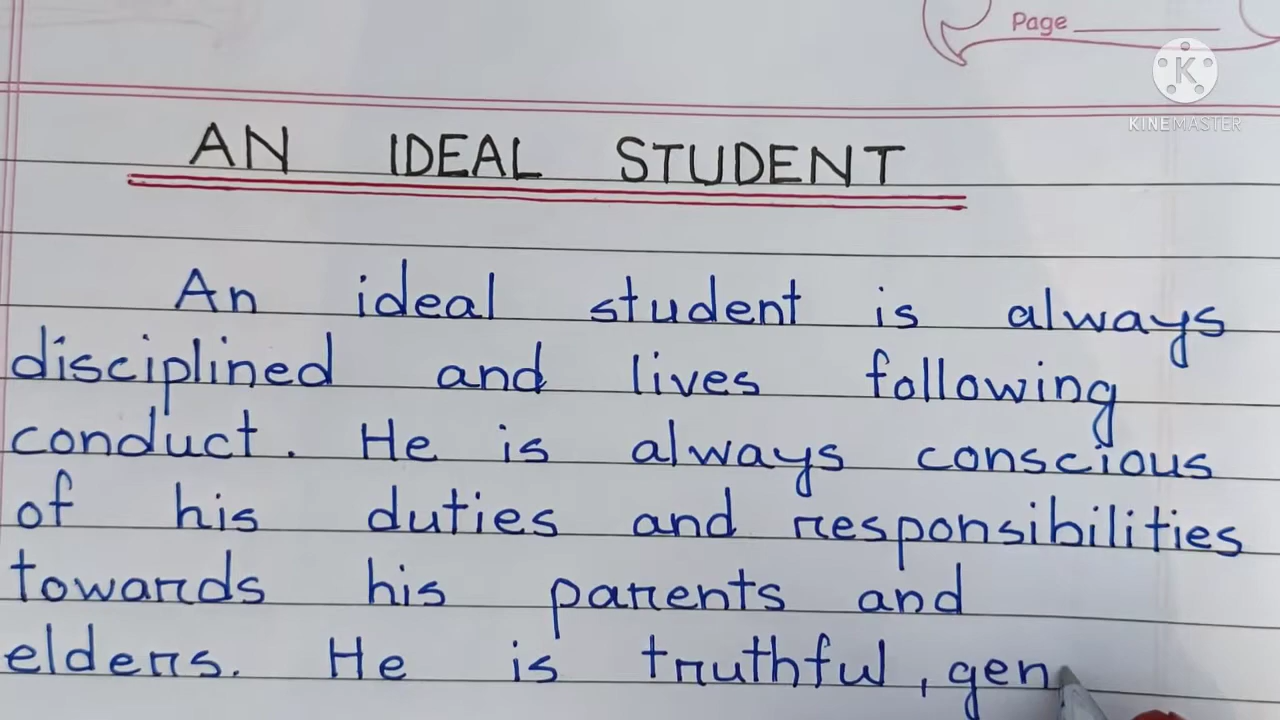 Page
KINEMASTER
AN IDEAL STUDENT
An ideal student is always
disciplined and lives following
conduct. He is always conscious
of his duties and responsibilities
towards his parents and
elders. He is truthful, gen